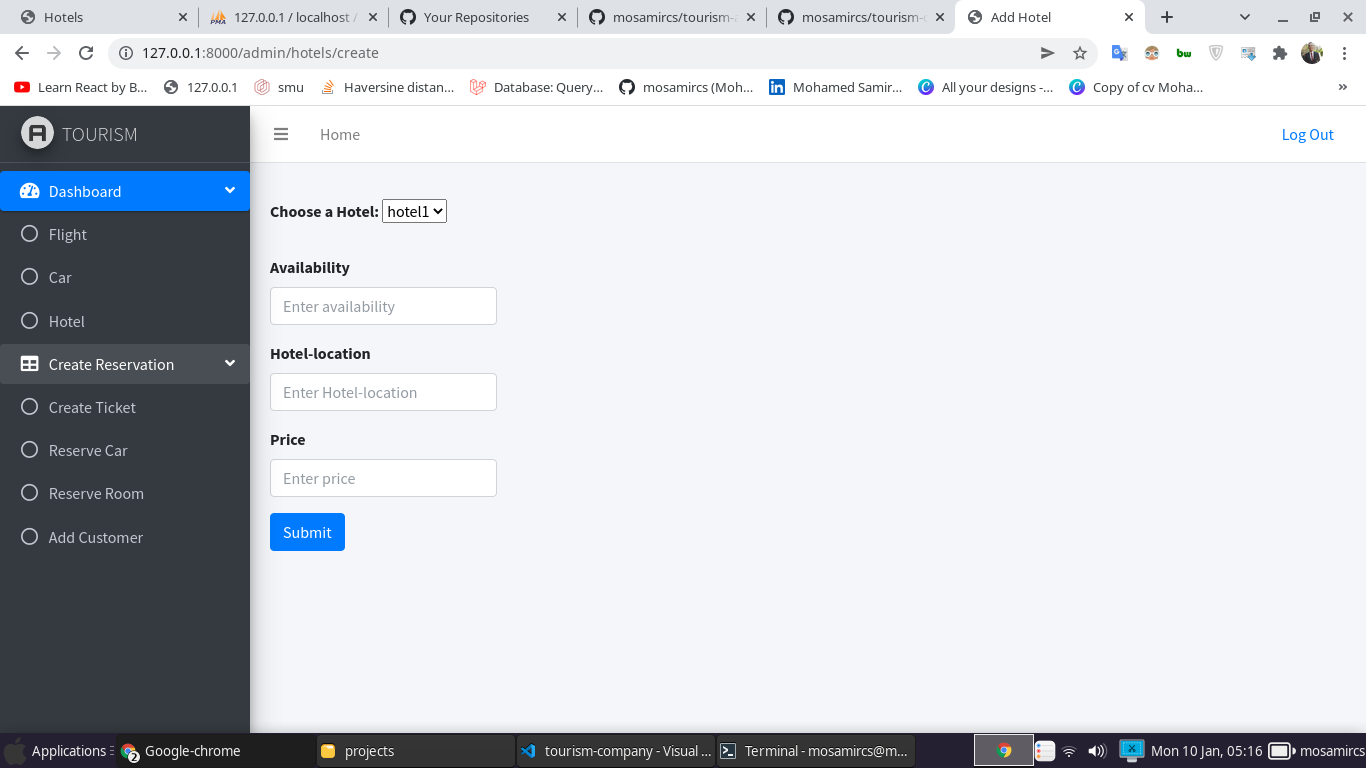 Hotels
127.0.0.1 / localhost /
Your Repositories
mosamircs/tourism-
mosamircs/tourism-
Add Hotel
127.0.0.1:8000/admin/hotels/create
Learn React by B...
127.0.0.1
smu
Haversine distan...
Database: Query...
mosamircs (Moh...
Mohamed Samir...
All your designs -...
Copy of cv Moha...
»
TOURISM
Home
Log Out
Dashboard
Flight
Car
Hotel
Create Reservation
Create Ticket
Reserve Car
Reserve Room
Add Customer
Choose a Hotel: hotel1
Availability
Enter availability
Hotel-location
Enter Hotel-location
Price
Enter price
Submit
Applications
2
Google-chrome
projects
tourism-company - Visual ...
Terminal - mosamircs@m...
Mon 10 Jan, 05:16
mosamircs